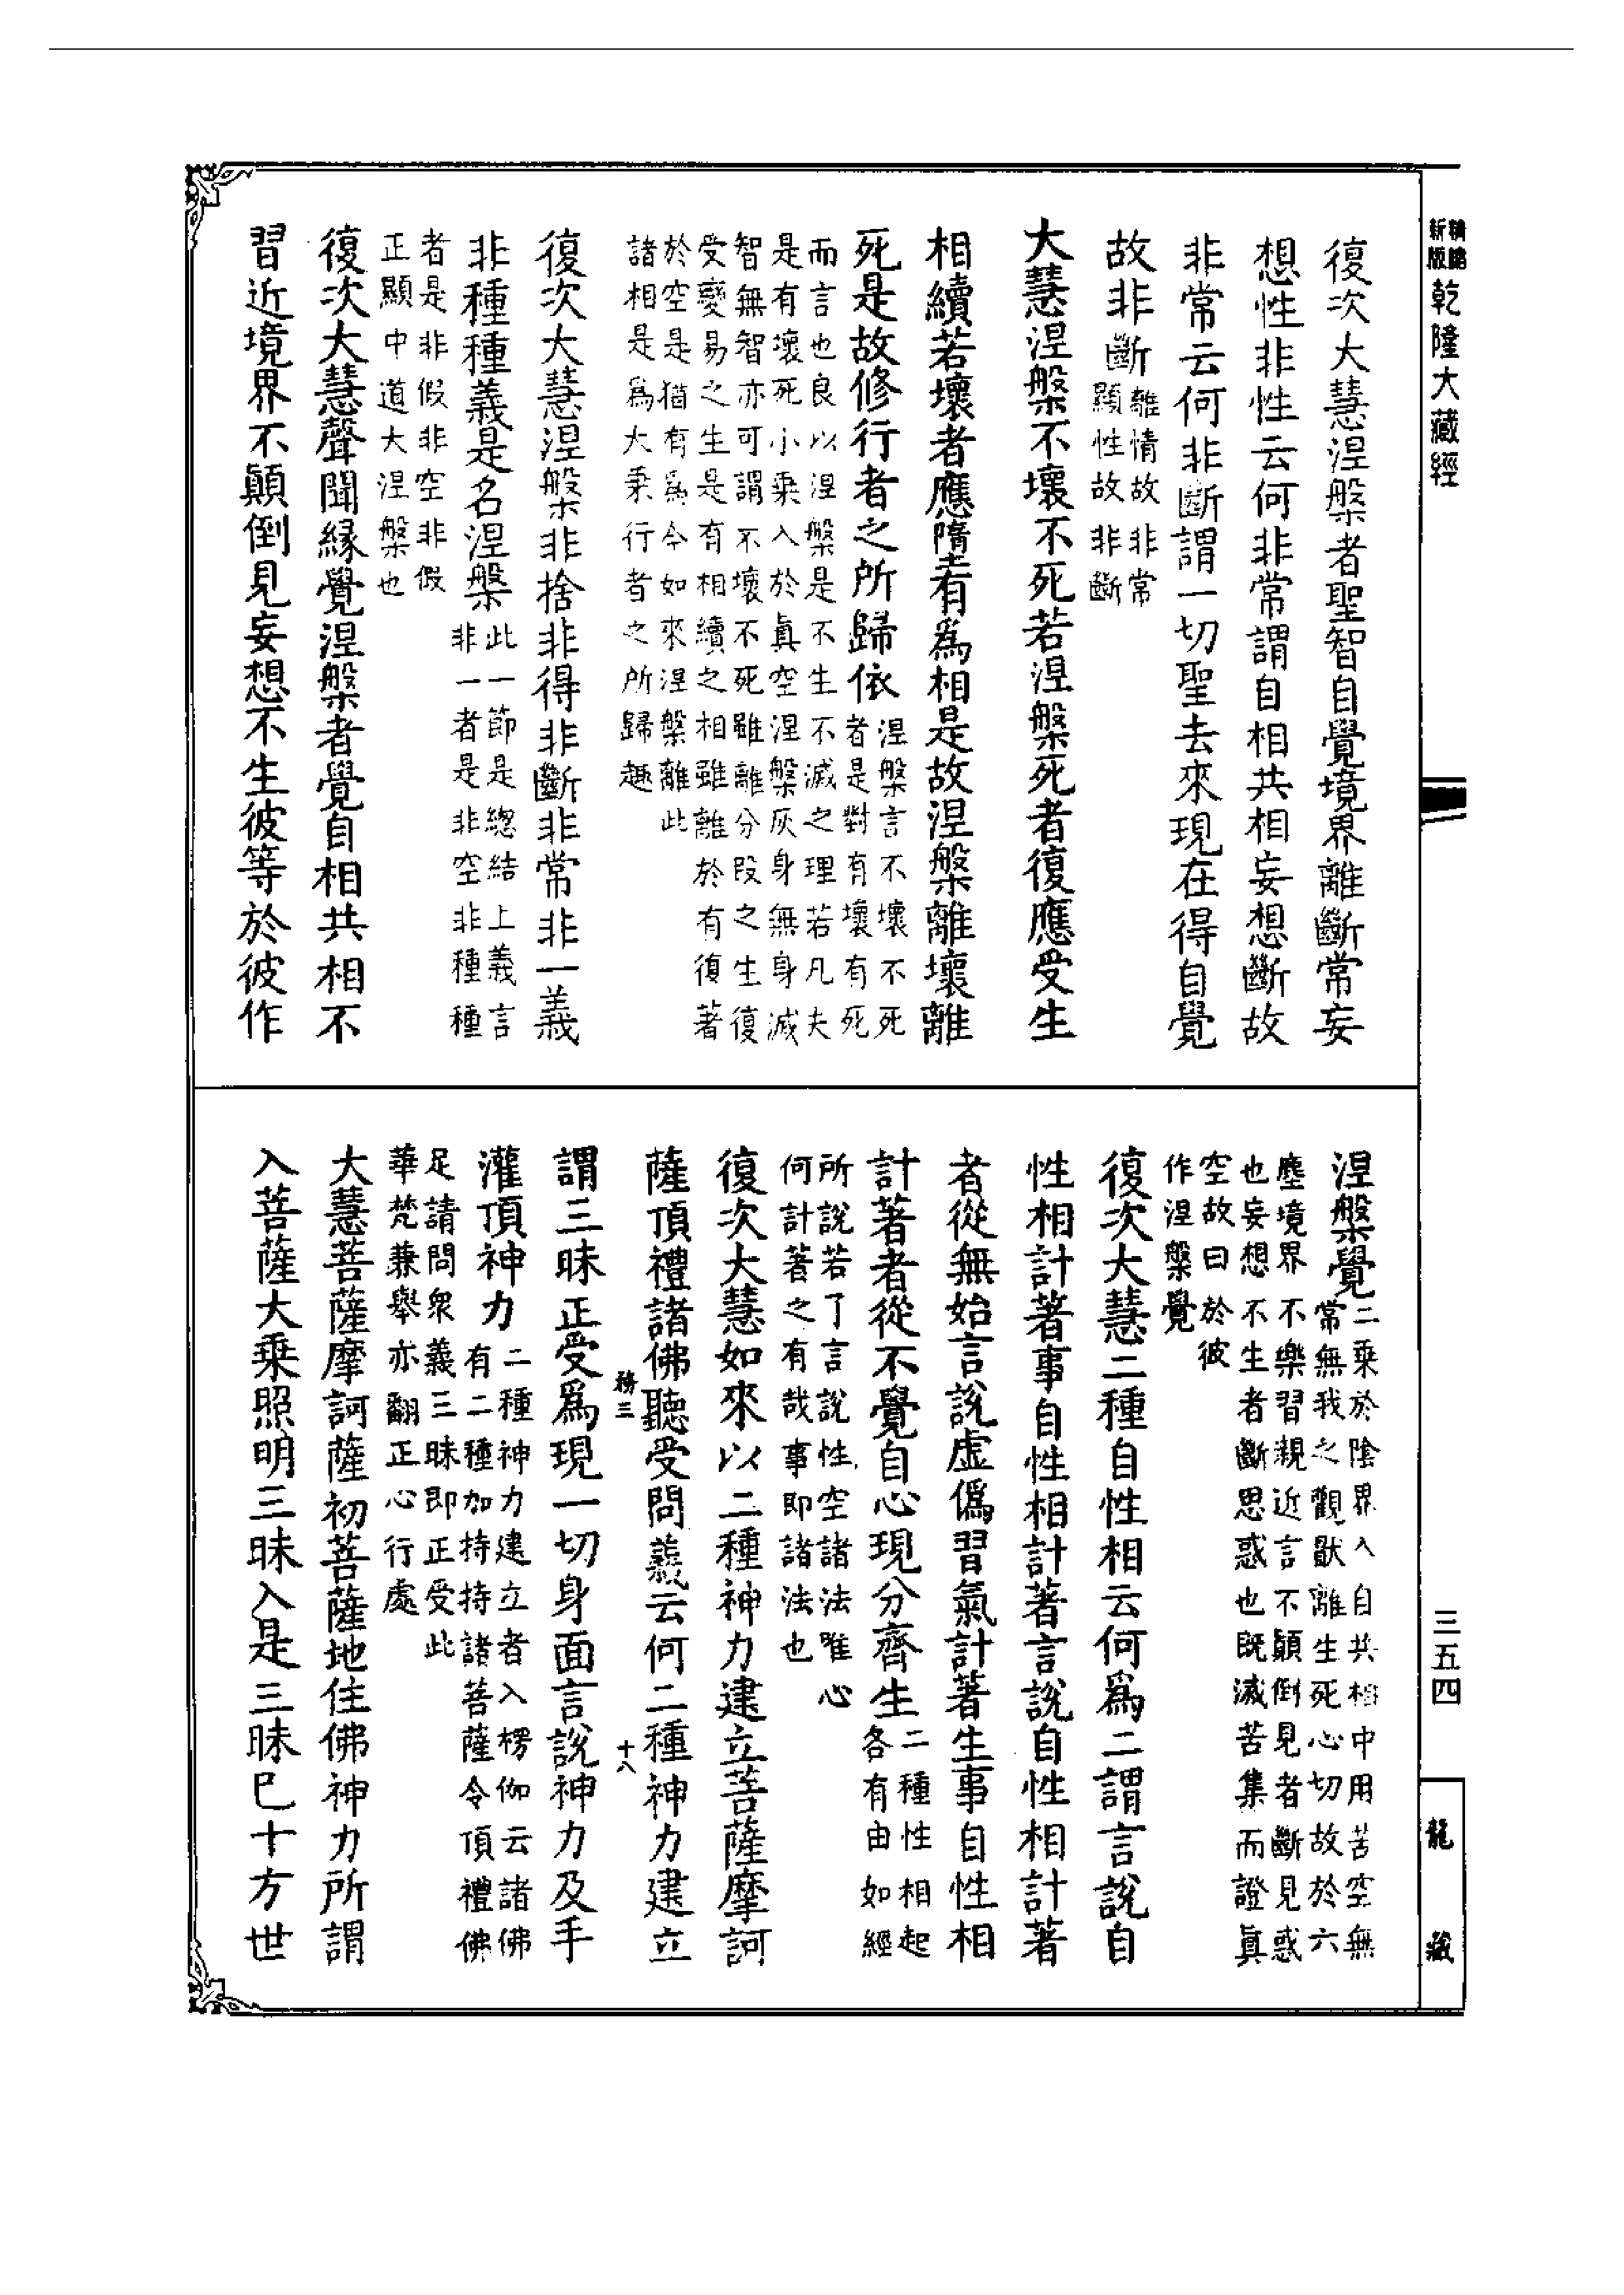 新版
乾隆大藏經
復次大慧涅槃者聖智自覺境界離斷常妄
想性非性云何非常謂自相共相妄想斷故
非常云何非斷謂一切聖去來現在得自覺
故非斷
離情故非常
顯性故非斷
大慧涅槃不壞不死若涅槃死者復應受生
相續若壞者應墮有爲相是故涅槃離壞離
死是故修行者之所歸依
涅槃言不壞不死
者是對有壞有死
而言也良以涅槃是不生不滅之理若凡夫
是有壞死小乘入於眞空涅槃灰身無身滅
智無智亦可謂不壞不死雖離分段之生復
受變易之生是有相續之相雖離於有復著
於空是猶有爲今如來涅槃離此
諸相是爲大乘行者之所歸趣
復次大慧涅槃非捨非得非斷非常非一義
非種種義是名涅槃
此一節是總結上義言
非一者是非空非種種
者是非假非空非假
正顯中道大涅槃也
復次大慧聲聞緣覺涅槃者覺自相共相不
習近境界不顛倒見妄想不生彼等於彼作
涅槃覺
二乘於陰界入自共相中用苦空無
常無我之觀厭離生死心切故於六
塵境界不樂習親近言不顛倒見者斷見惑
也妄想不生者斷思惑也既滅苦集而證眞
空故曰於彼
作涅槃覺
復次大慧二種自性相云何爲二謂言說自
性相計著事自性相計著言說自性相計著
者從無始言說虛僞習氣計著生事自性相
計著者從不覺自心現分齊生
二種性相起
各有由如經
所說若了言說性空諸法唯心
何計著之有哉事即諸法也
復次大慧如來以二種神力建立菩薩摩訶
薩頂禮諸佛聽受問義云何二種神力建立
務三
十八
謂三昧正受爲現一切身面言說神力及手
灌頂神力
二種神力建立者入楞伽云諸佛
有二種加持持諸菩薩令頂禮佛
足請問眾義三昧即正受此
華梵兼舉亦翻正心行處
大慧菩薩摩訶薩初菩薩地住佛神力所謂
入菩薩大乘照明三昧入是三昧已十方世
三五四
龍藏